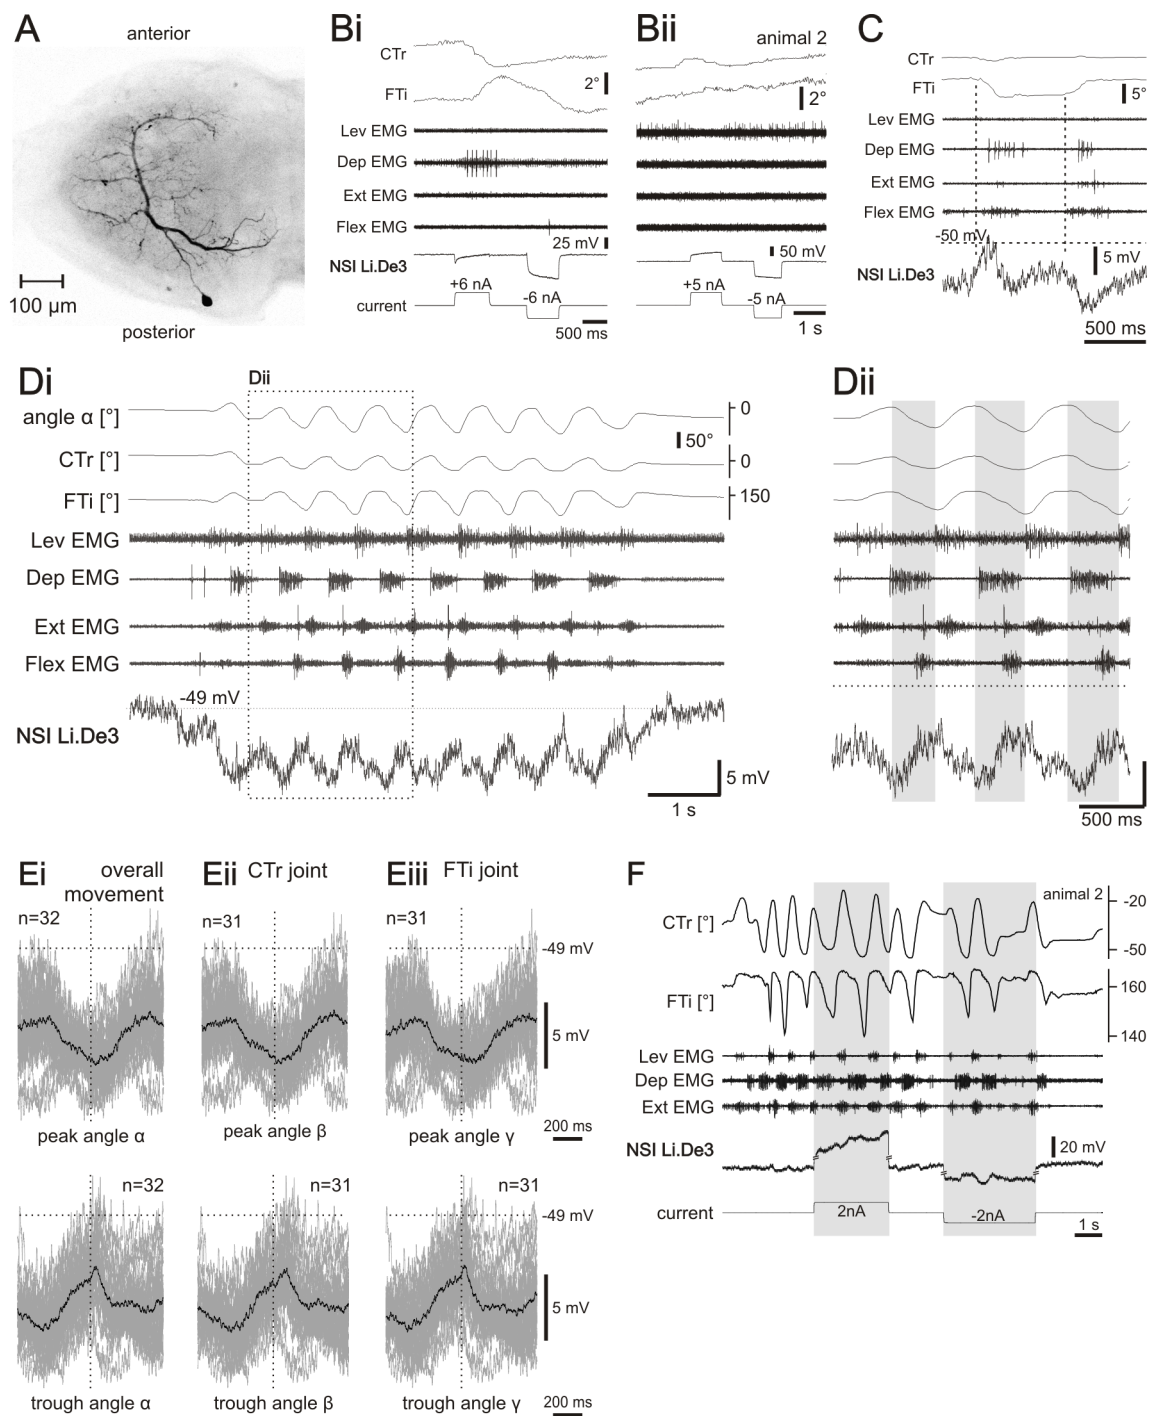 A
anterior
100 µm
posterior
Bi
CTr
FTi
2°
Lev EMG
Dep EMG
Ext EMG
Flex EMG
25 mV
NSI Li.De3
+6 nA
-6 nA
current
500 ms
Bii
animal 2
2°
50 mV
+5 nA
-5 nA
1 s
C
CTr
FTi
5°
Lev EMG
Dep EMG
Ext EMG
Flex EMG
-50 mV
NSI Li.De3
5 mV
500 ms
Di
Dii
angle α [°]
0
50°
CTr [°]
0
FTi [°]
150
Lev EMG
Dep EMG
Ext EMG
Flex EMG
-49 mV
NSI Li.De3
5 mV
1 s
Dii
500 ms
Ei
overall
movement
n=32
peak angle α
Eii
CTr joint
n=31
peak angle β
Eiii
FTi joint
n=31
-49 mV
5 mV
peak angle γ
200 ms
n=32
trough angle α
n=31
trough angle β
n=31
-49 mV
5 mV
trough angle γ
200 ms
F
animal 2
CTr [°]
-20
-50
FTi [°]
160
140
Lev EMG
Dep EMG
Ext EMG
NSI Li.De3
20 mV
current
2nA
-2nA
1 s